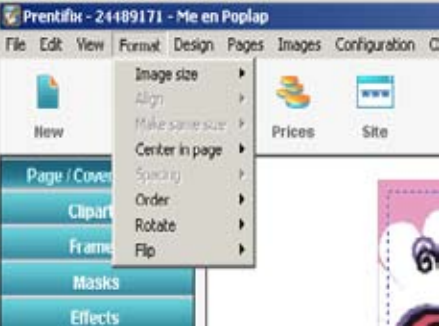 Prentifix - 24489171 - Me en Poplap
File Edit View Format Design Pages Images Configuration
Image size
Align
Make same size
Center in page
Spacing
Order
Rotate
Flip
New
Prices
Site
Page / Cover
Clipart
Frame
Masks
Effects